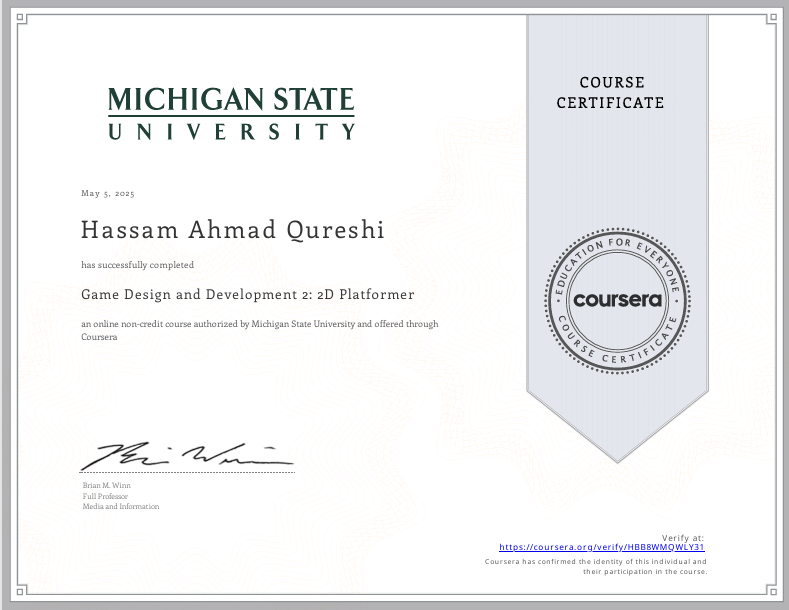 MICHIGAN STATE
UNIVERSITY
COURSE
CERTIFICATE
May 5, 2025
Hassam Ahmad Qureshi
has successfully completed
Game Design and Development 2: 2D Platformer
an online non-credit course authorized by Michigan State University and offered through
Coursera
EDUCATION FOR EVERYONE
coursera
COURSE CERTIFICATE
Brian M. Winn
Full Professor
Media and Information
Verify at:
https://coursera.org/verify/HBB8WMQWLY31
Coursera has confirmed the identity of this individual and
their participation in the course.